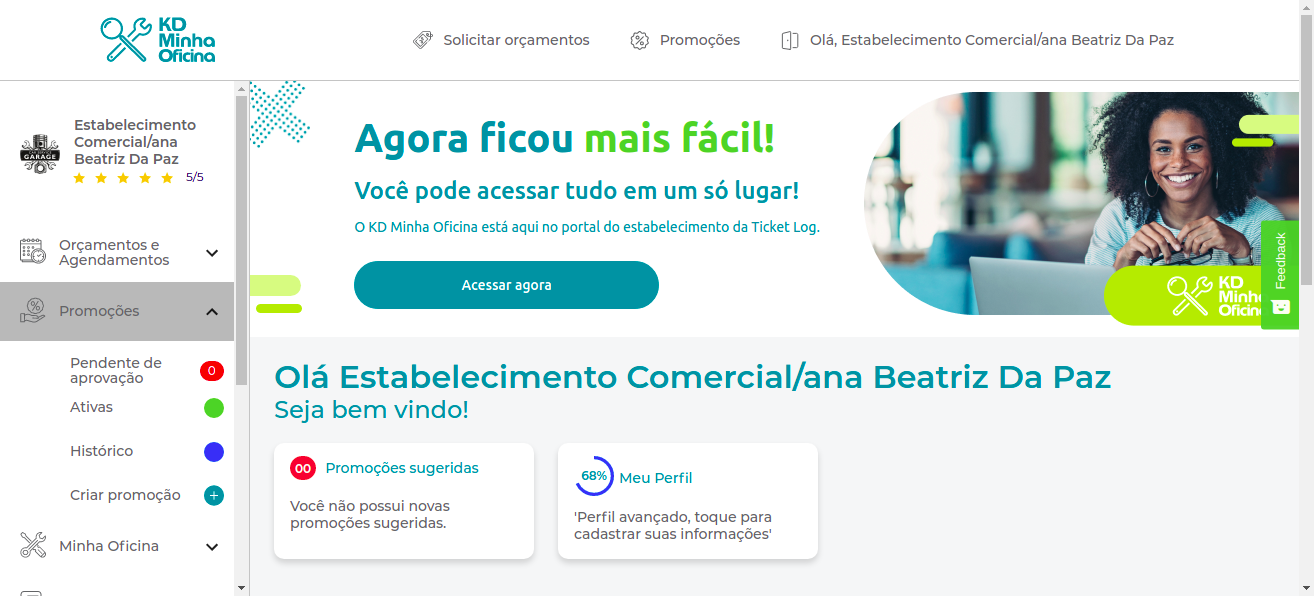 KD
Minha
Oficina
Solicitar orçamentos
Promoções
Olá, Estabelecimento Comercial/ana Beatriz Da Paz
Estabelecimento
Comercial/ana
Beatriz Da Paz
5/5
GARAGE
Orçamentos e
Agendamentos
Promoções
Pendente de
aprovação
0
Ativas
Histórico
Criar promoção
+
Minha Oficina
Agora ficou mais fácil!
Você pode acessar tudo em um só lugar!
O KD Minha Oficina está aqui no portal do estabelecimento da Ticket Log.
Acessar agora
KD
Minha
Oficina
Feedback
Olá Estabelecimento Comercial/ana Beatriz Da Paz
Seja bem vindo!
00 Promoções sugeridas
Você não possui novas
promoções sugeridas.
68% Meu Perfil
'Perfil avançado, toque para
cadastrar suas informações'